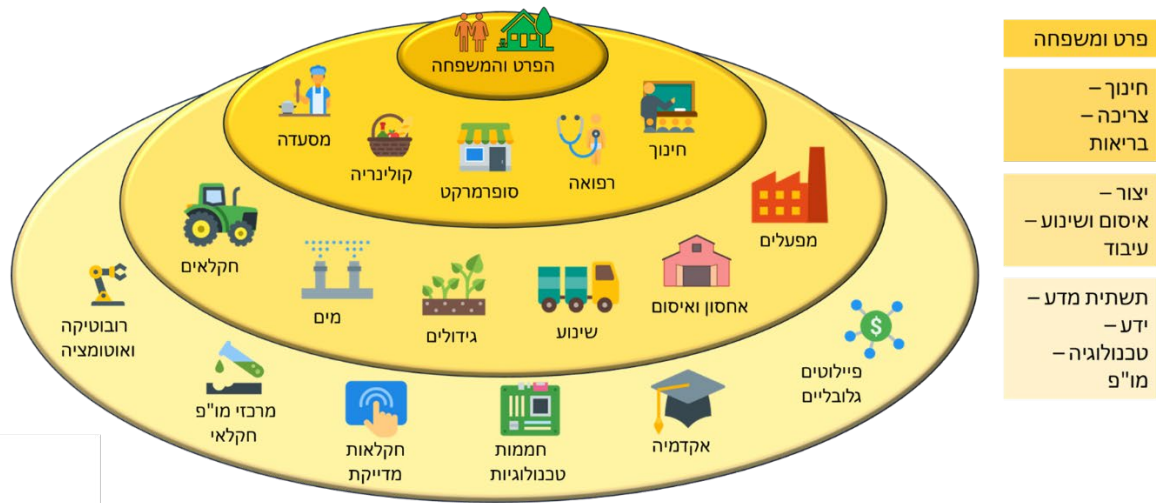 הפרט והמשפחה
מסעדה
קולינריה
סופרמרקט
רפואה
חינוך
חקלאים
מים
גידולים
שינוע
אחסון ואיסום
מפעלים
רובוטיקה
ואוטומציה
מרכזי מו"פ
חקלאי
חקלאות
מדייקת
חממות
טכנולוגיות
אקדמיה
פיילוטים
גלובליים
$
פרט ומשפחה
חינוך –
צריכה –
בריאות
יצור –
איסום ושינוע –
עיבוד
תשתית מדע –
ידע –
טכנולוגיה –
מו"פ